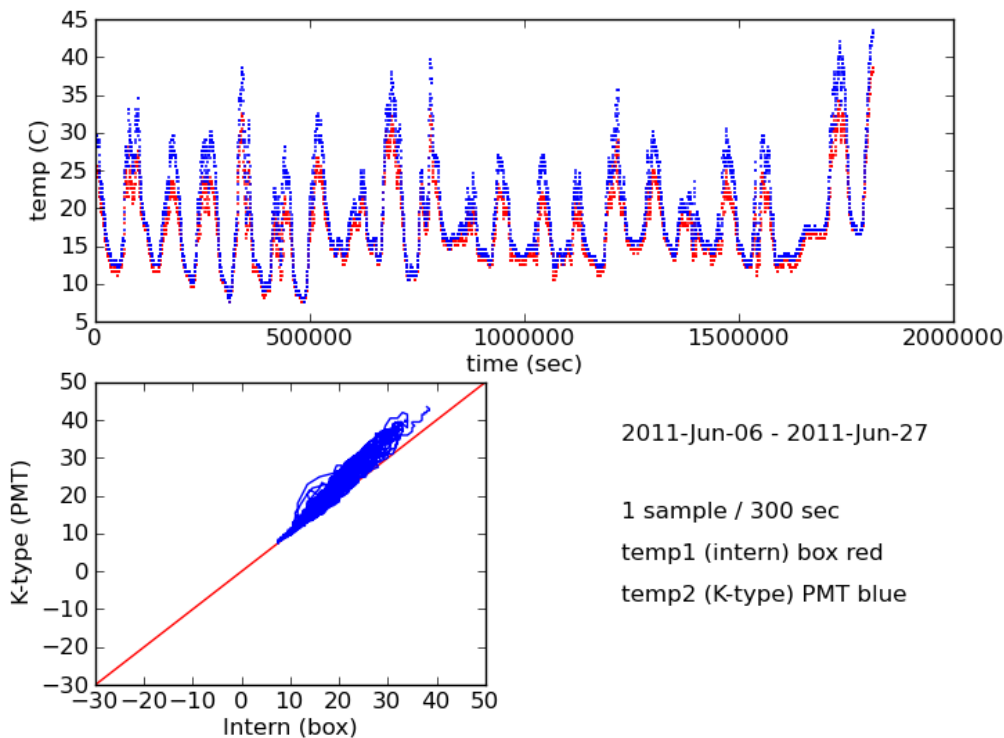 45
40
35
30
25
20
15
10
5
temp (C)
0 500000 1000000 1500000 2000000
time (sec)
50
40
30
20
10
0
−10
−20
−30
K-type (PMT)
−30 −20 −10 0 10 20 30 40 50
Intern (box)
2011-Jun-06 - 2011-Jun-27
1 sample / 300 sec
temp1 (intern) box red
temp2 (K-type) PMT blue